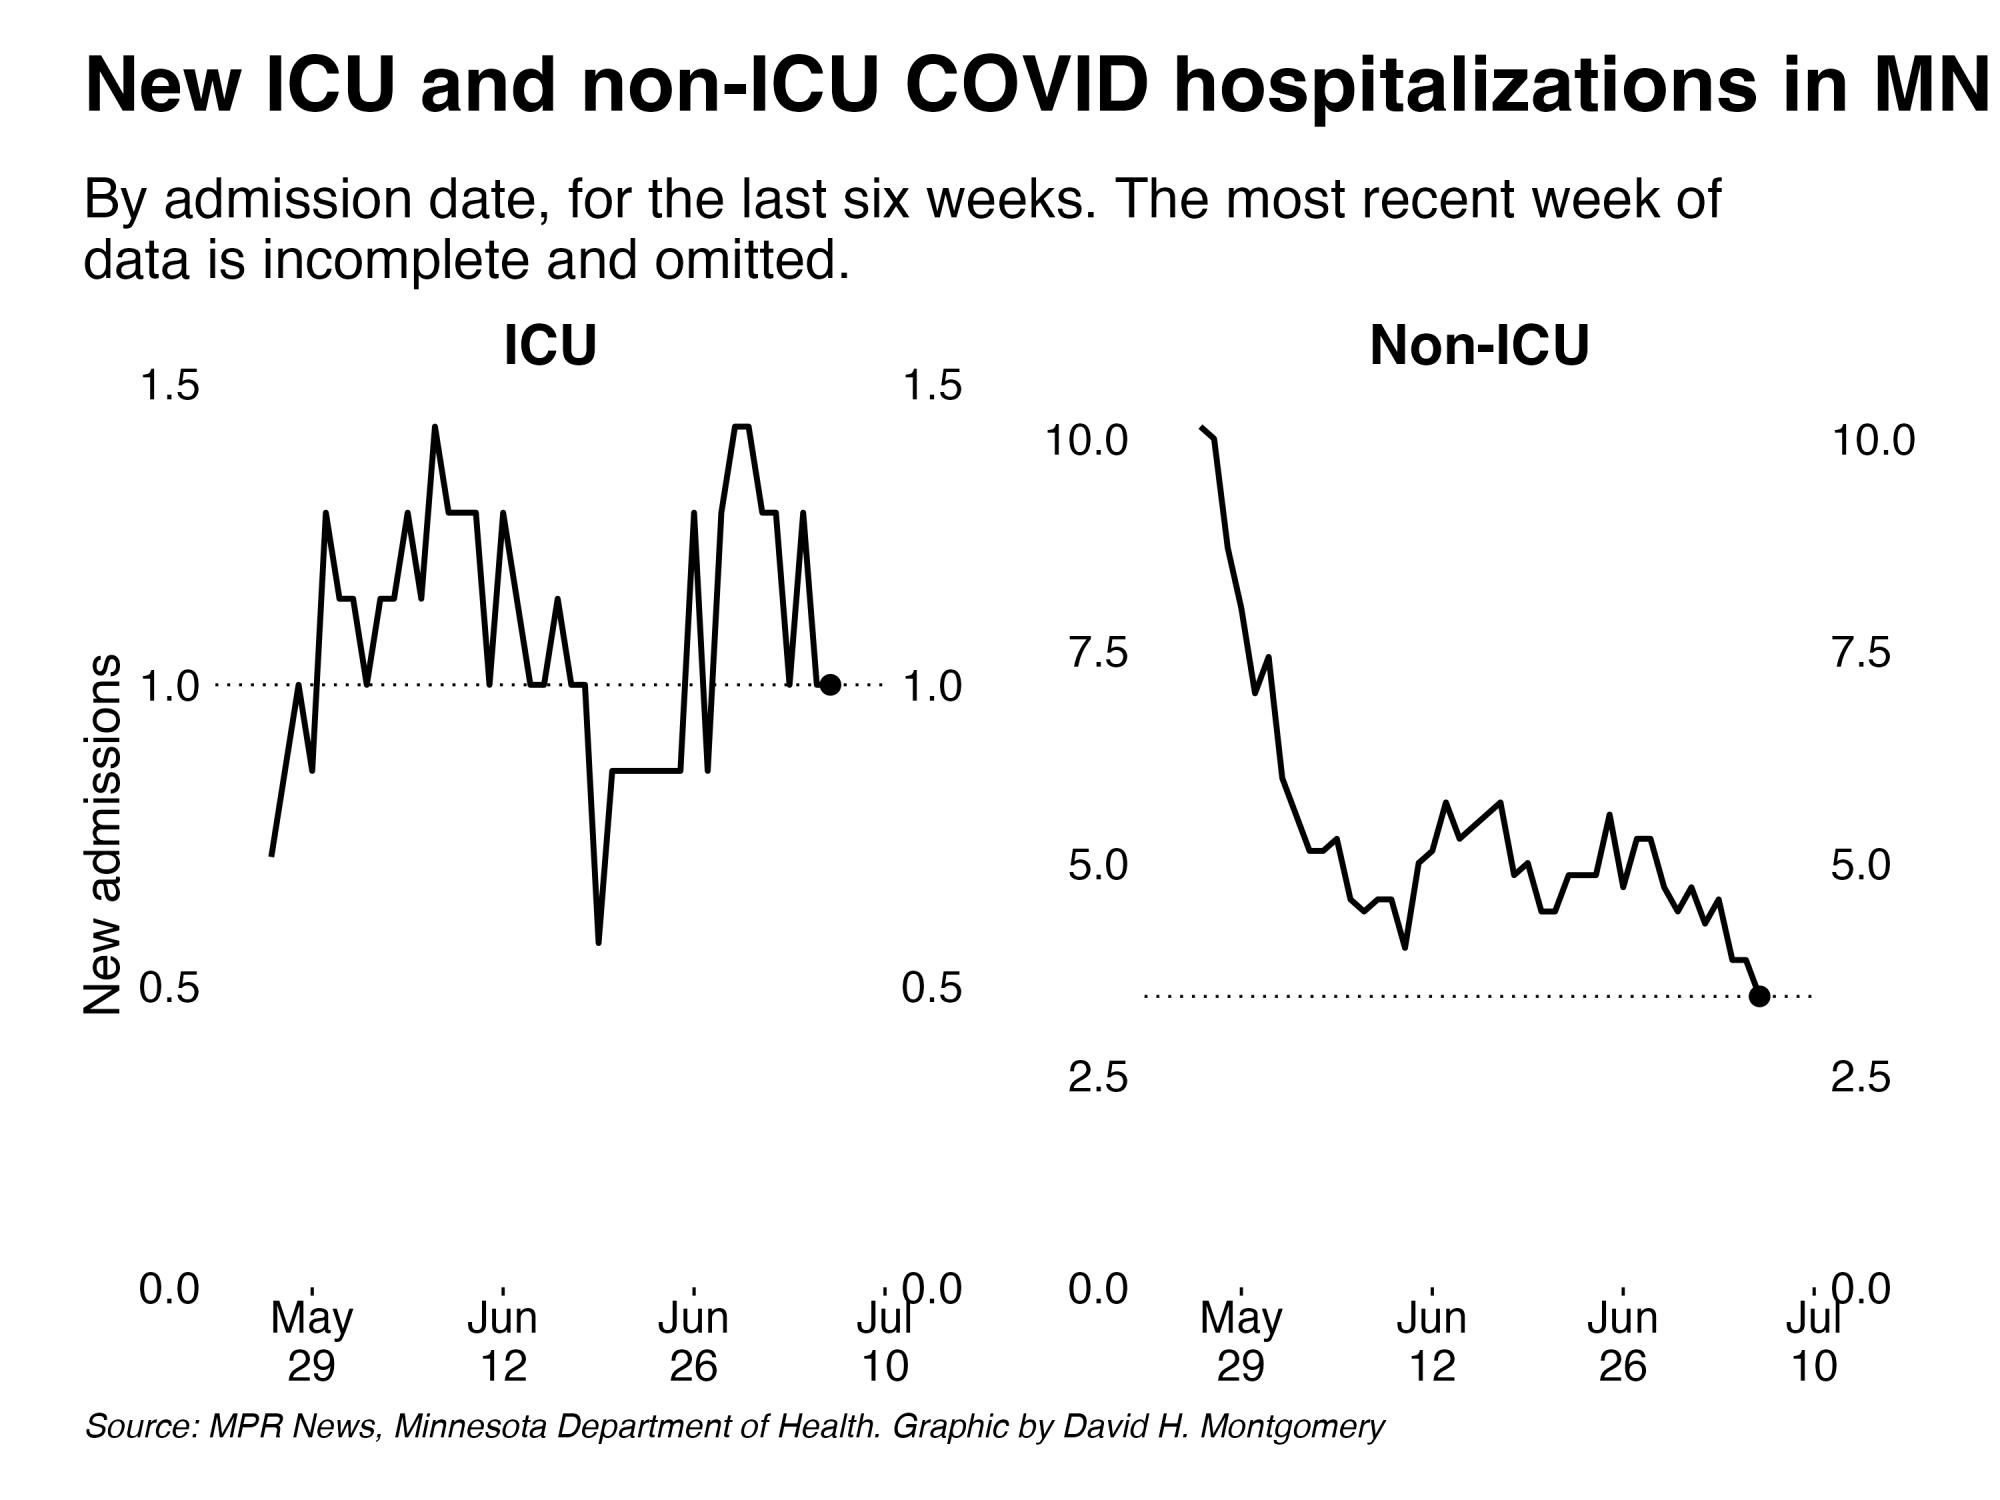 New ICU and non-ICU COVID hospitalizations in MN
By admission date, for the last six weeks. The most recent week of
data is incomplete and omitted.
ICU
Non-ICU
New admissions
1.5
1.0
0.5
0.0
1.5
1.0
0.5
0.0
10.0
7.5
5.0
2.5
0.0
10.0
7.5
5.0
2.5
0.0
May
29
Jun
12
Jun
26
Jul
10
May
29
Jun
12
Jun
26
Jul
10
Source: MPR News, Minnesota Department of Health. Graphic by David H. Montgomery